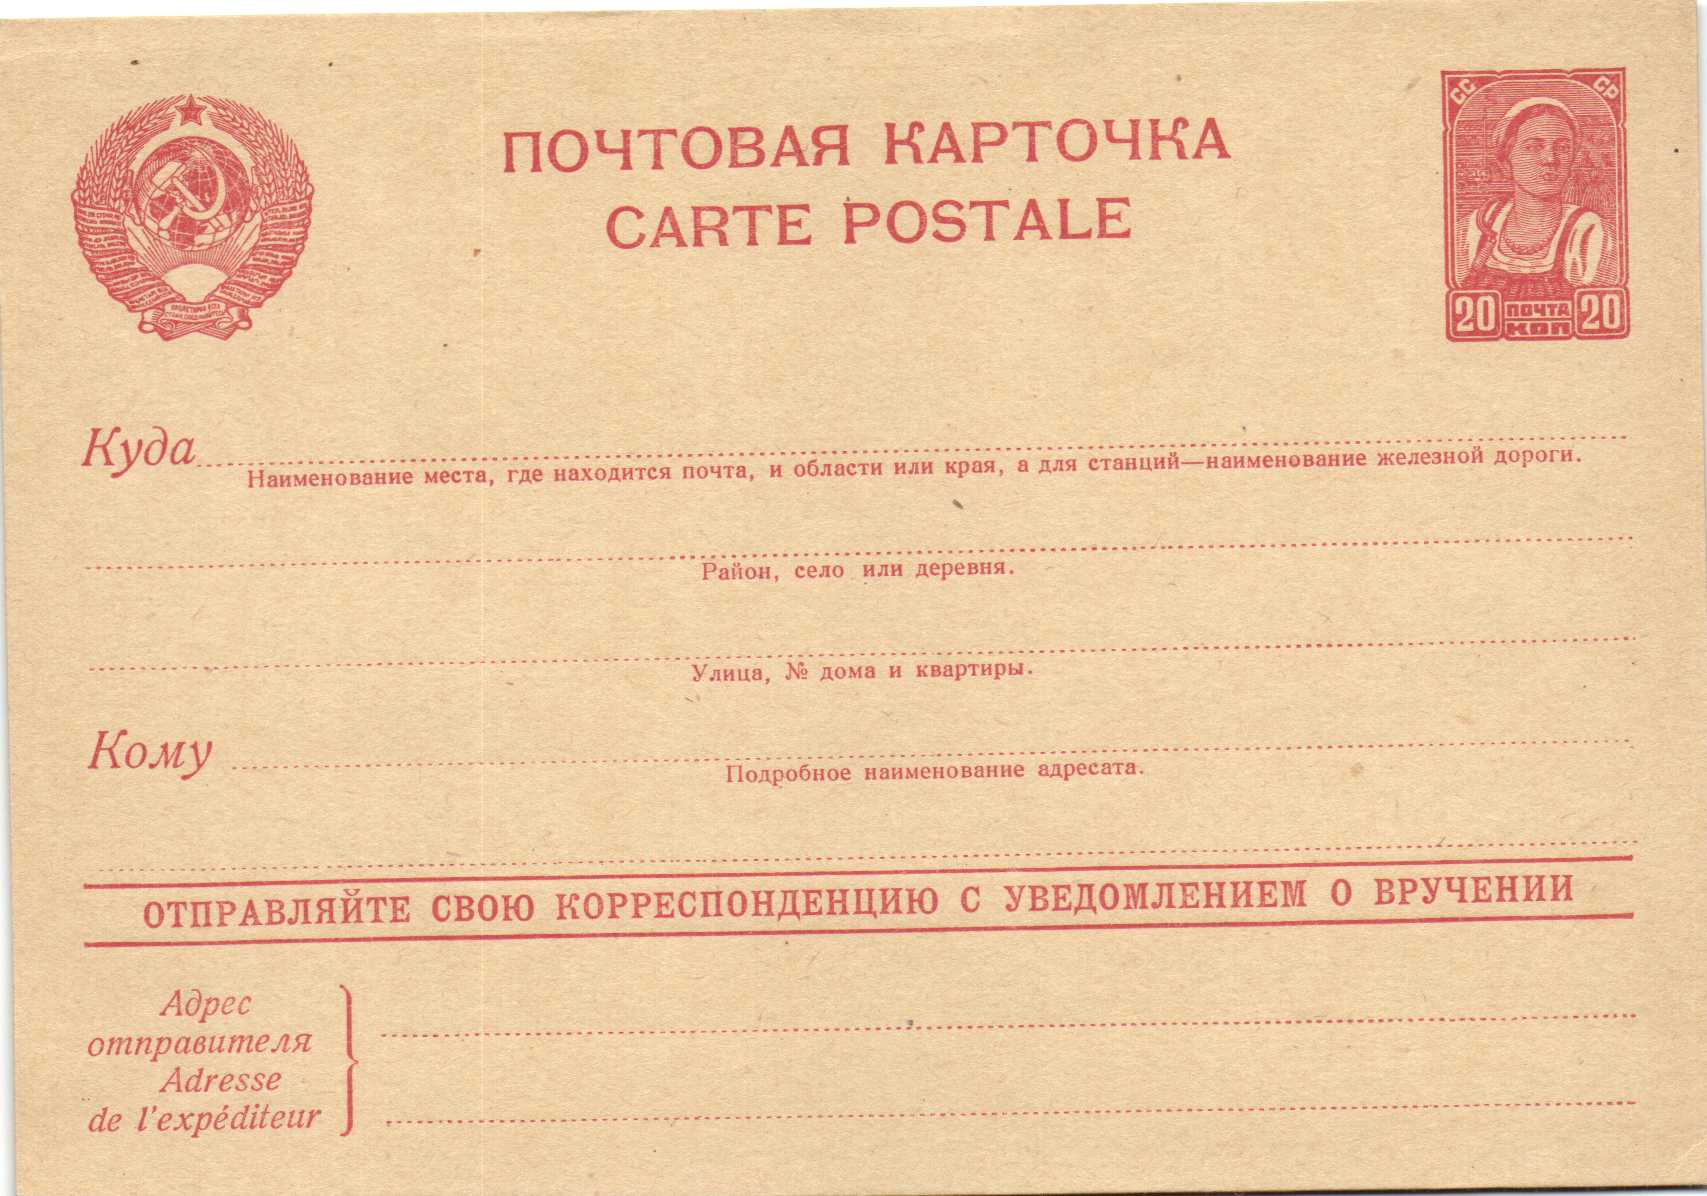 ПОЧТОВАЯ КАРТОЧКА
CARTE POSTALE
СС СР
20 ПОЧТА КОП 20
Куда
Наименование места, где находится почта, и области или края, а для станций—наименование железной дороги.
Район, село или деревня.
Улица, № дома и квартиры.
Кому
Подробное наименование адресата.
ОТПРАВЛЯЙТЕ СВОЮ КОРРЕСПОНДЕНЦИЮ С УВЕДОМЛЕНИЕМ О ВРУЧЕНИИ
Адрес
отправителя
Adresse
de l'expéditeur